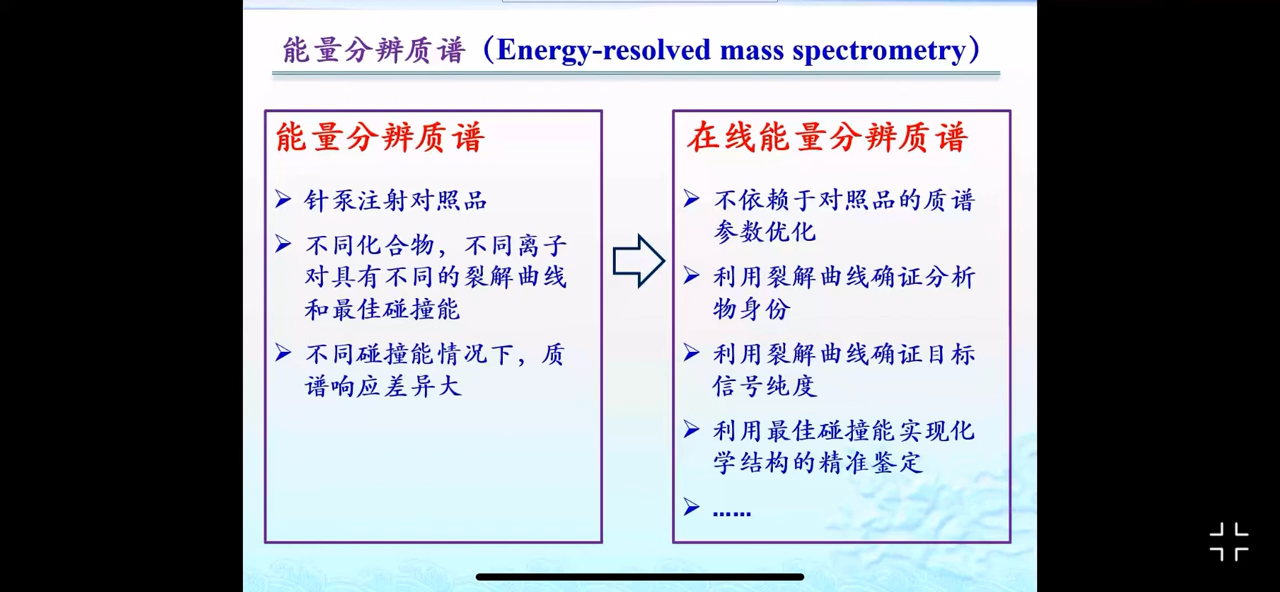 能量分辨质谱（Energy-resolved mass spectrometry）
能量分辨质谱
针泵注射对照品
不同化合物，不同离子
对具有不同的裂解曲线
和最佳碰撞能
不同碰撞能情况下，质
谱响应差异大
在线能量分辨质谱
不依赖于对照品的质谱
参数优化
利用裂解曲线确证分析
物身份
利用裂解曲线确证目标
信号纯度
利用最佳碰撞能实现化
学结构的精准鉴定
……